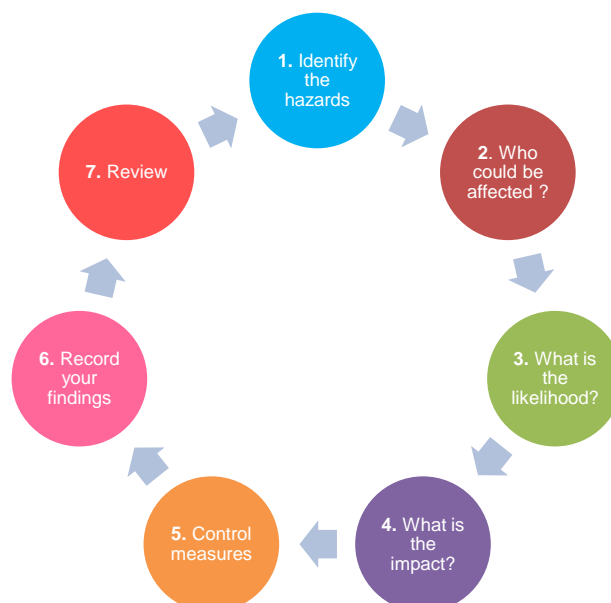 1. Identify
the
hazards
2. Who
could be
affected ?
3. What is
the
likelihood?
4. What is
the
impact?
5. Control
measures
6. Record
your
findings
7. Review